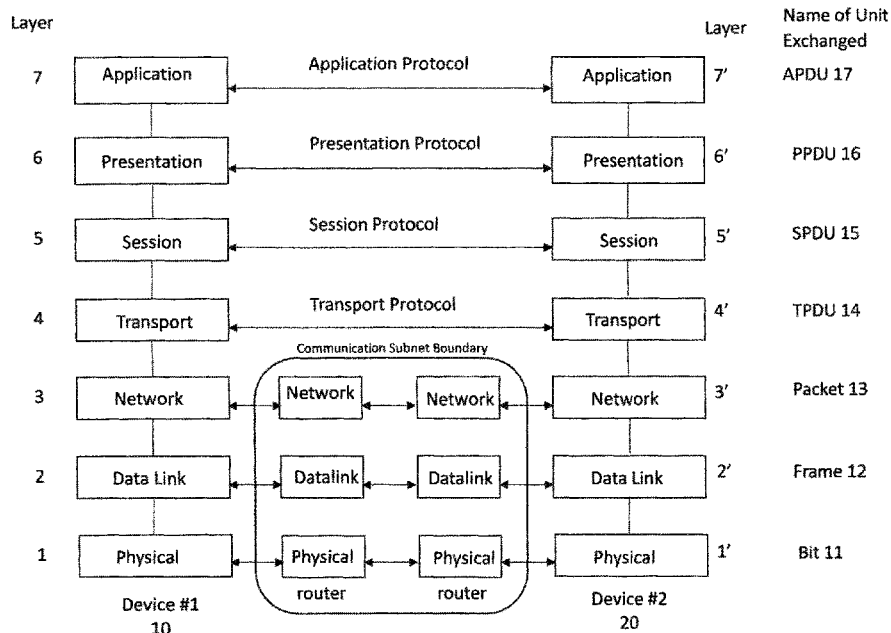 Layer
Layer
Name of Unit
Exchanged
7 Application Application Protocol Application 7' APDU 17
6 Presentation Presentation Protocol Presentation 6' PPDU 16
5 Session Session Protocol Session 5' SPDU 15
4 Transport Transport Protocol Transport 4' TPDU 14
Communication Subnet Boundary
3 Network Network Network Network 3' Packet 13
2 Data Link Datalink Datalink Data Link 2' Frame 12
1 Physical Physical Physical Physical 1' Bit 11
router router
Device #1 Device #2
10 20